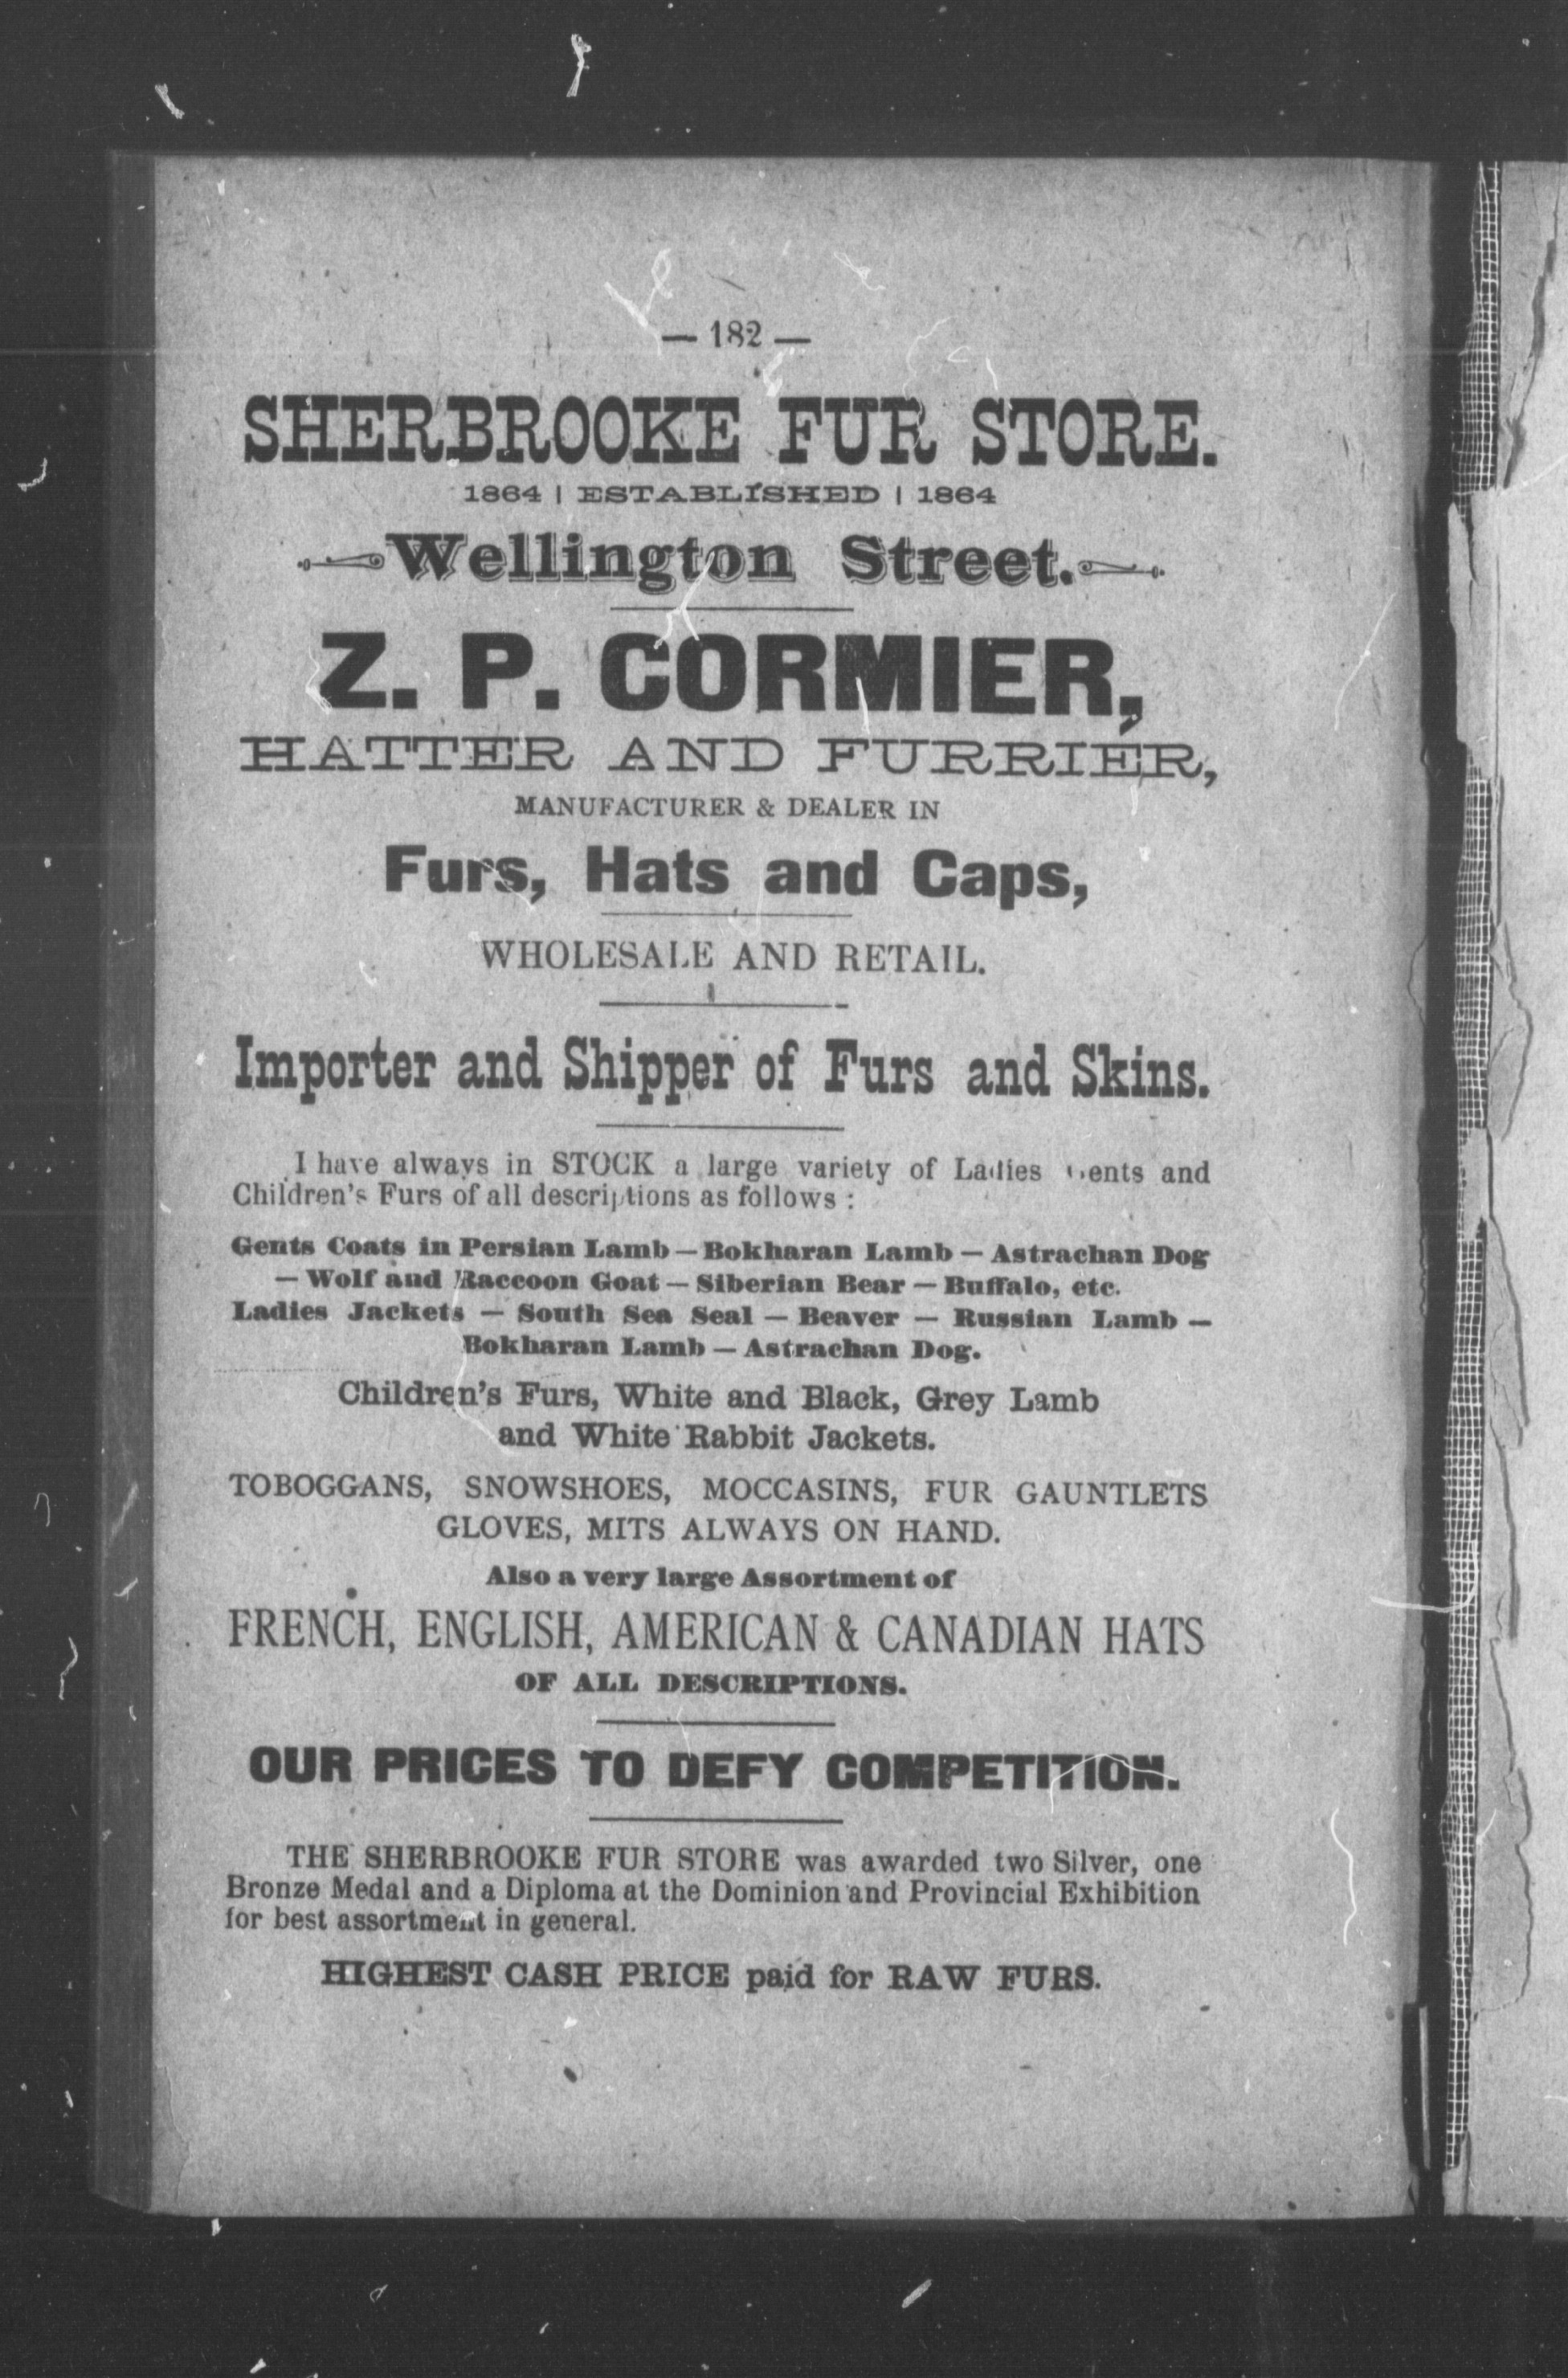 — 182 —
SHERBROOKE FUR STORE.
1864 | ESTABLISHED | 1864
Wellington Street.
Z. P. CORMIER,
HATTER AND FURRIER,
MANUFACTURER & DEALER IN
Furs, Hats and Caps,
WHOLESALE AND RETAIL.
Importer and Shipper of Furs and Skins.
I have always in STOCK a large variety of Ladies Gents and
Children's Furs of all descriptions as follows :
Gents Coats in Persian Lamb — Bokharan Lamb — Astrachan Dog
— Wolf and Raccoon Goat — Siberian Bear — Buffalo, etc.
Ladies Jackets — South Sea Seal — Beaver — Russian Lamb —
Bokharan Lamb — Astrachan Dog.
Children's Furs, White and Black, Grey Lamb
and White Rabbit Jackets.
TOBOGGANS, SNOWSHOES, MOCCASINS, FUR GAUNTLETS
GLOVES, MITS ALWAYS ON HAND.
Also a very large Assortment of
FRENCH, ENGLISH, AMERICAN & CANADIAN HATS
OF ALL DESCRIPTIONS.
OUR PRICES TO DEFY COMPETITION.
THE SHERBROOKE FUR STORE was awarded two Silver, one
Bronze Medal and a Diploma at the Dominion and Provincial Exhibition
for best assortment in general.
HIGHEST CASH PRICE paid for RAW FURS.